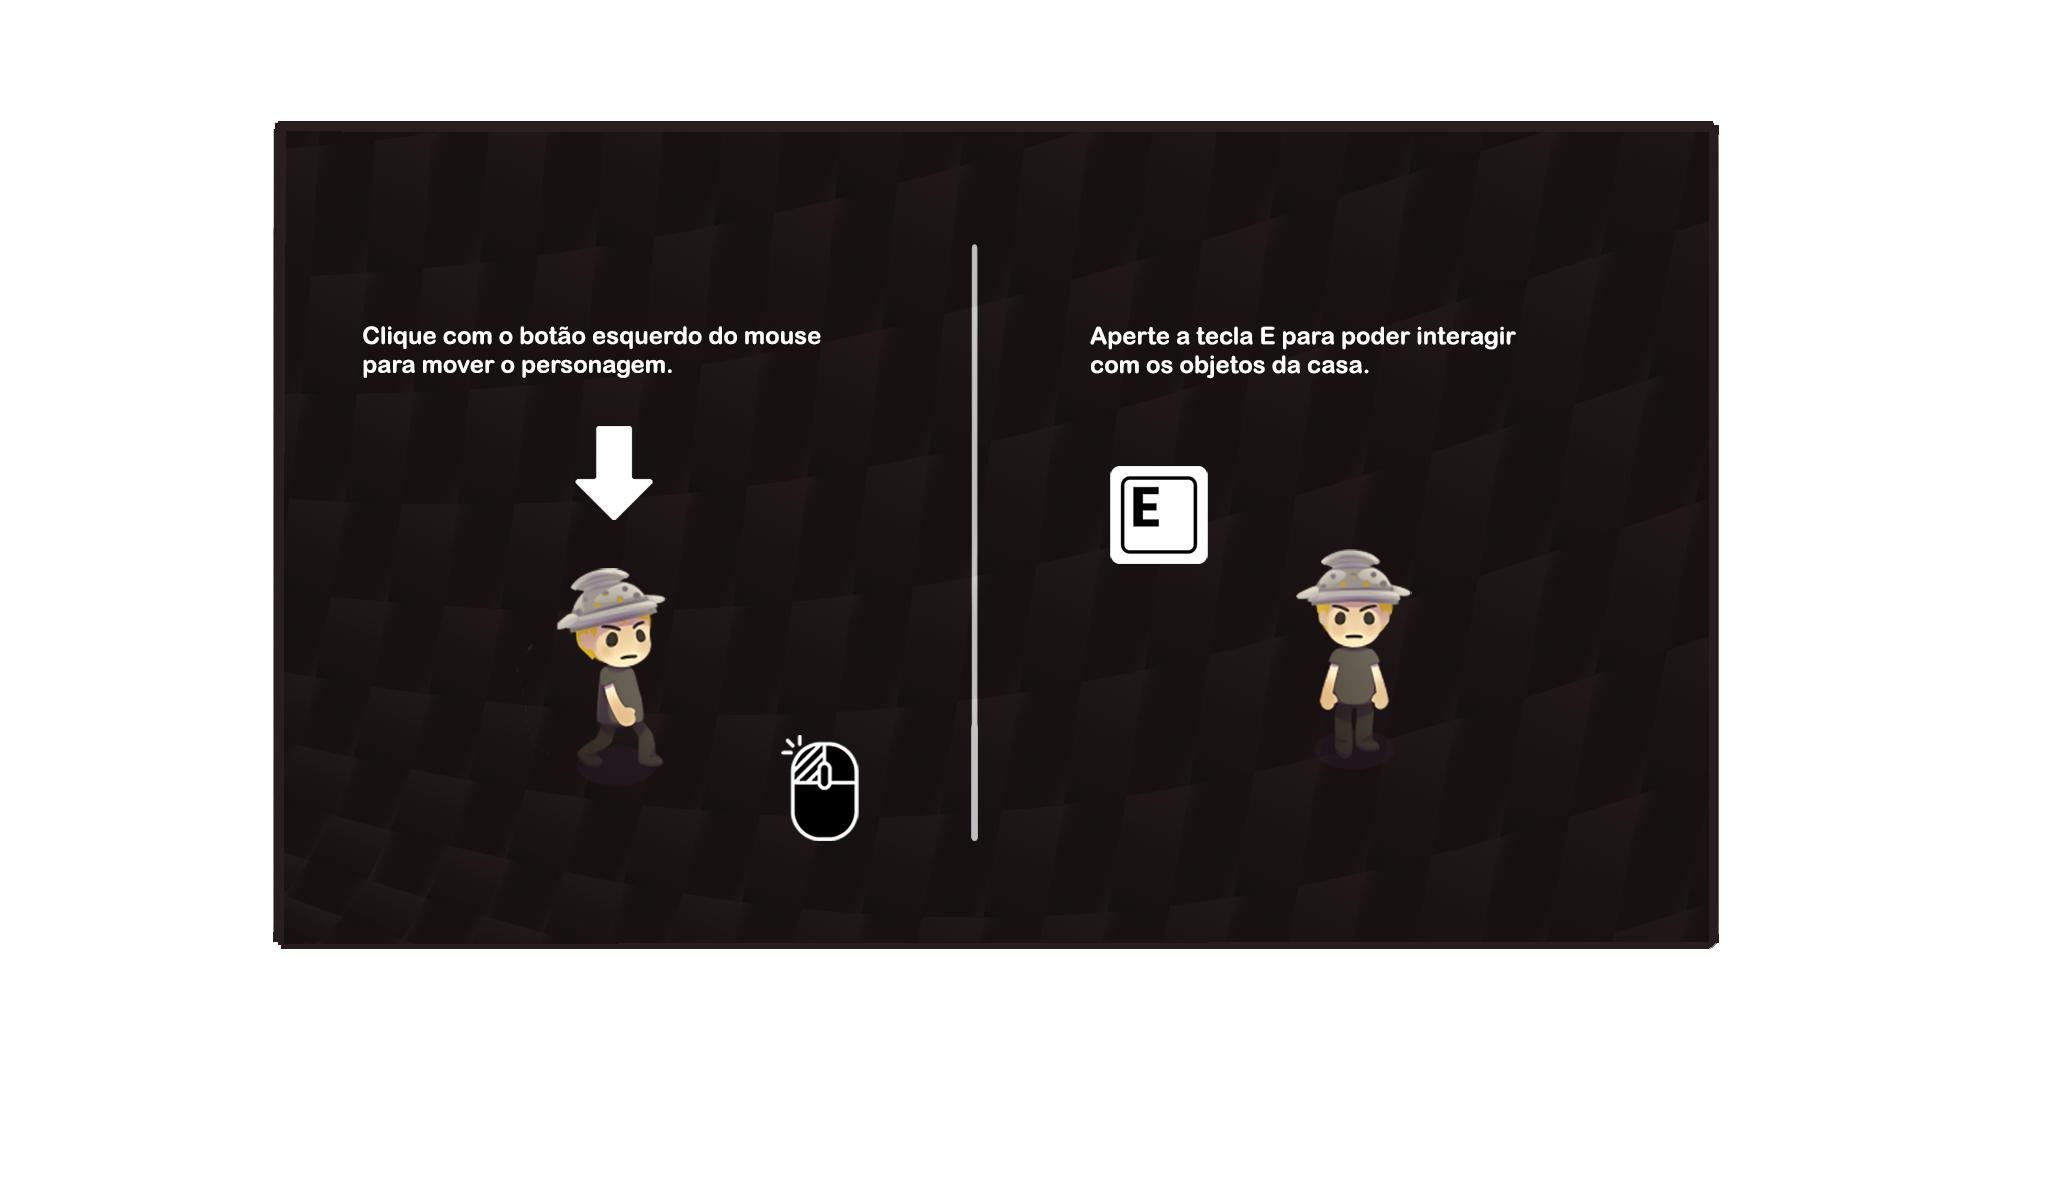 Clique com o botão esquerdo do mouse
para mover o personagem.
Aperte a tecla E para poder interagir
com os objetos da casa.
E